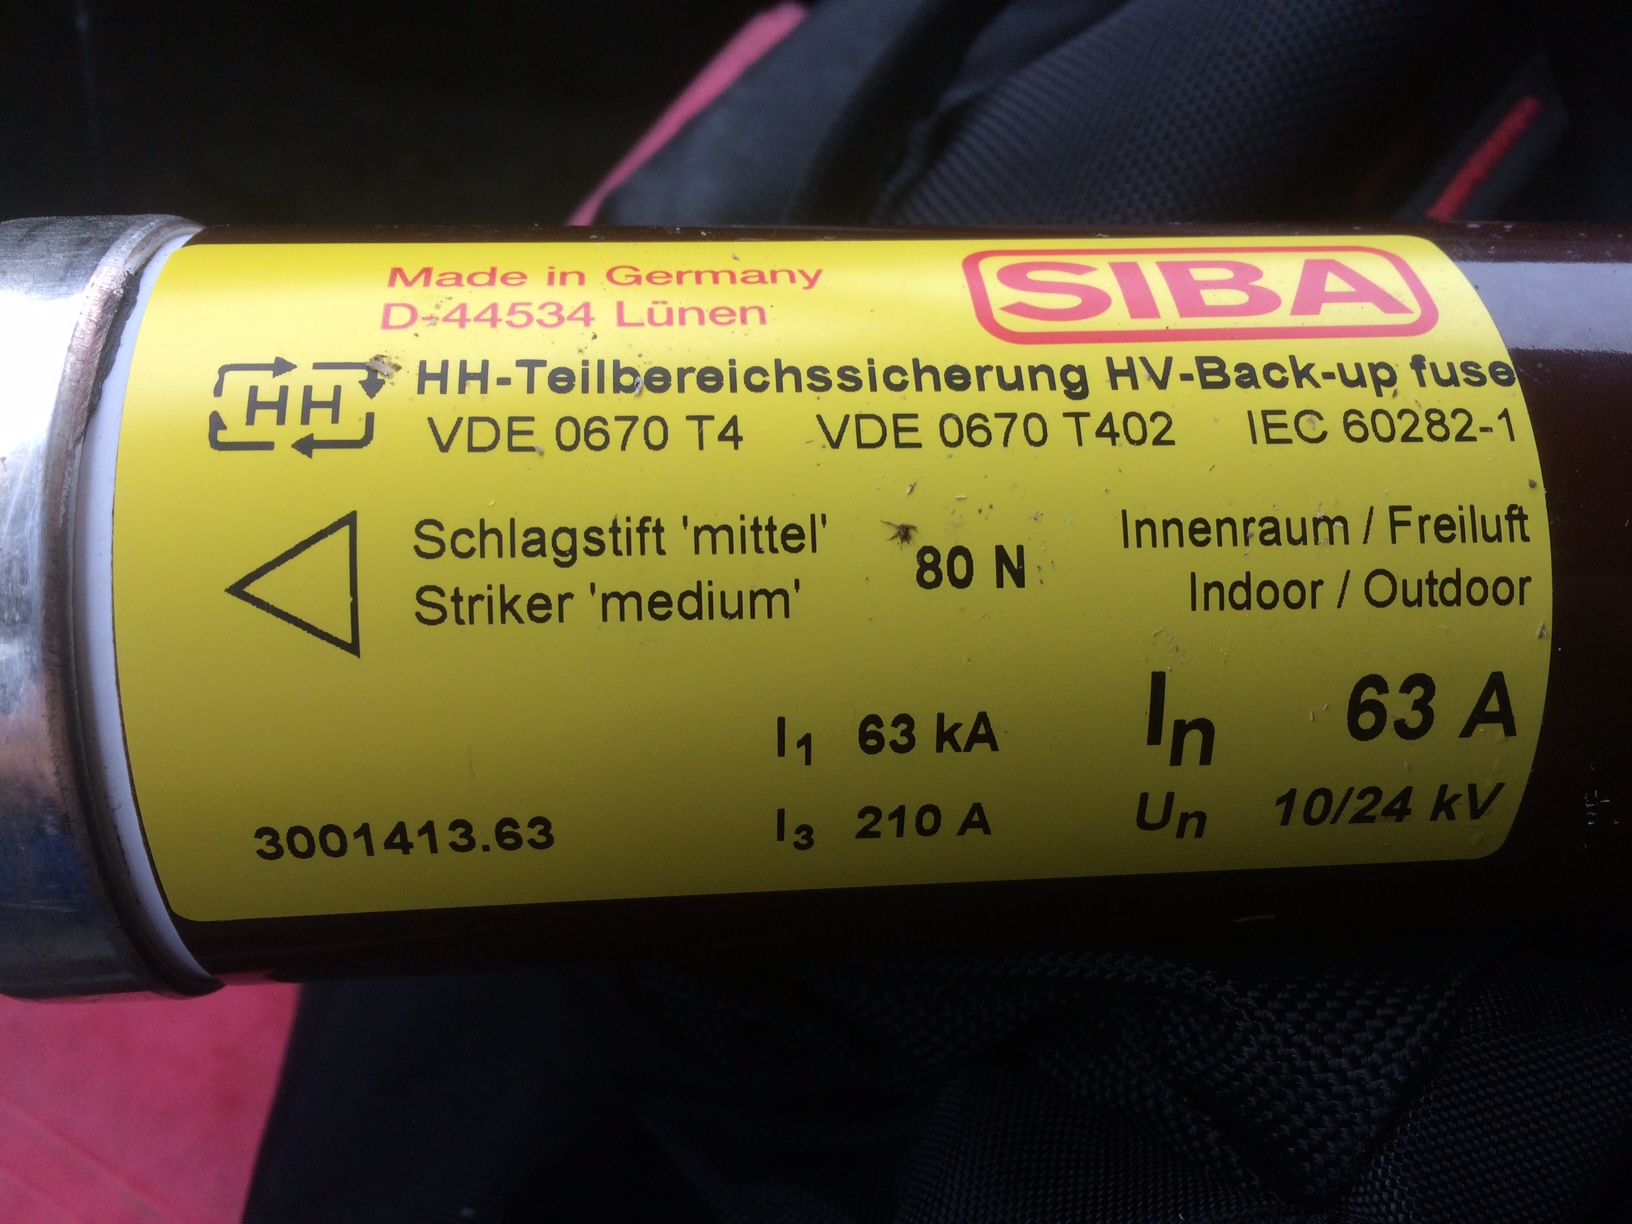 Made in Germany
D-44534 Lünen
SIBA
HH
HH-Teilbereichssicherung HV-Back-up fuse
VDE 0670 T4 VDE 0670 T402 IEC 60282-1
Schlagstift 'mittel'
Striker 'medium'
80 N
Innenraum / Freiluft
Indoor / Outdoor
I1 63 kA
In 63 A
3001413.63
I3 210 A
Un 10/24 kV